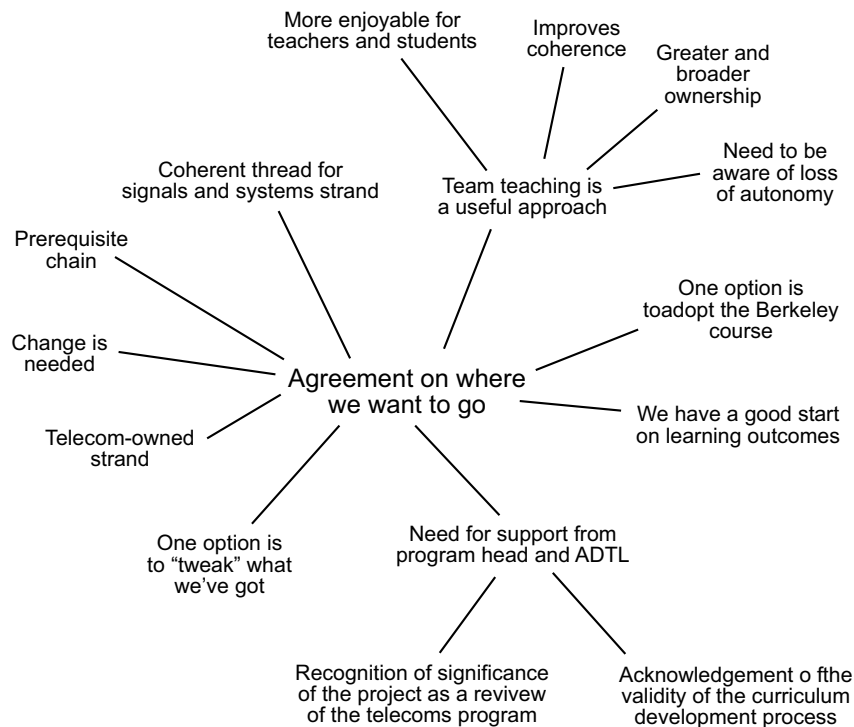 More enjoyable for
teachers and students
Improves
coherence
Greater and
broader
ownership
Need to be
aware of loss
of autonomy
Team teaching is
a useful approach
Coherent thread for
signals and systems strand
Prerequisite
chain
Change is
needed
Telecom-owned
strand
One option is
to “tweak” what
we’ve got
Agreement on where
we want to go
One option is
toadopt the Berkeley
course
We have a good start
on learning outcomes
Need for support from
program head and ADTL
Recognition of significance
of the project as a revivew
of the telecoms program
Acknowledgement o fthe
validity of the curriculum
development process